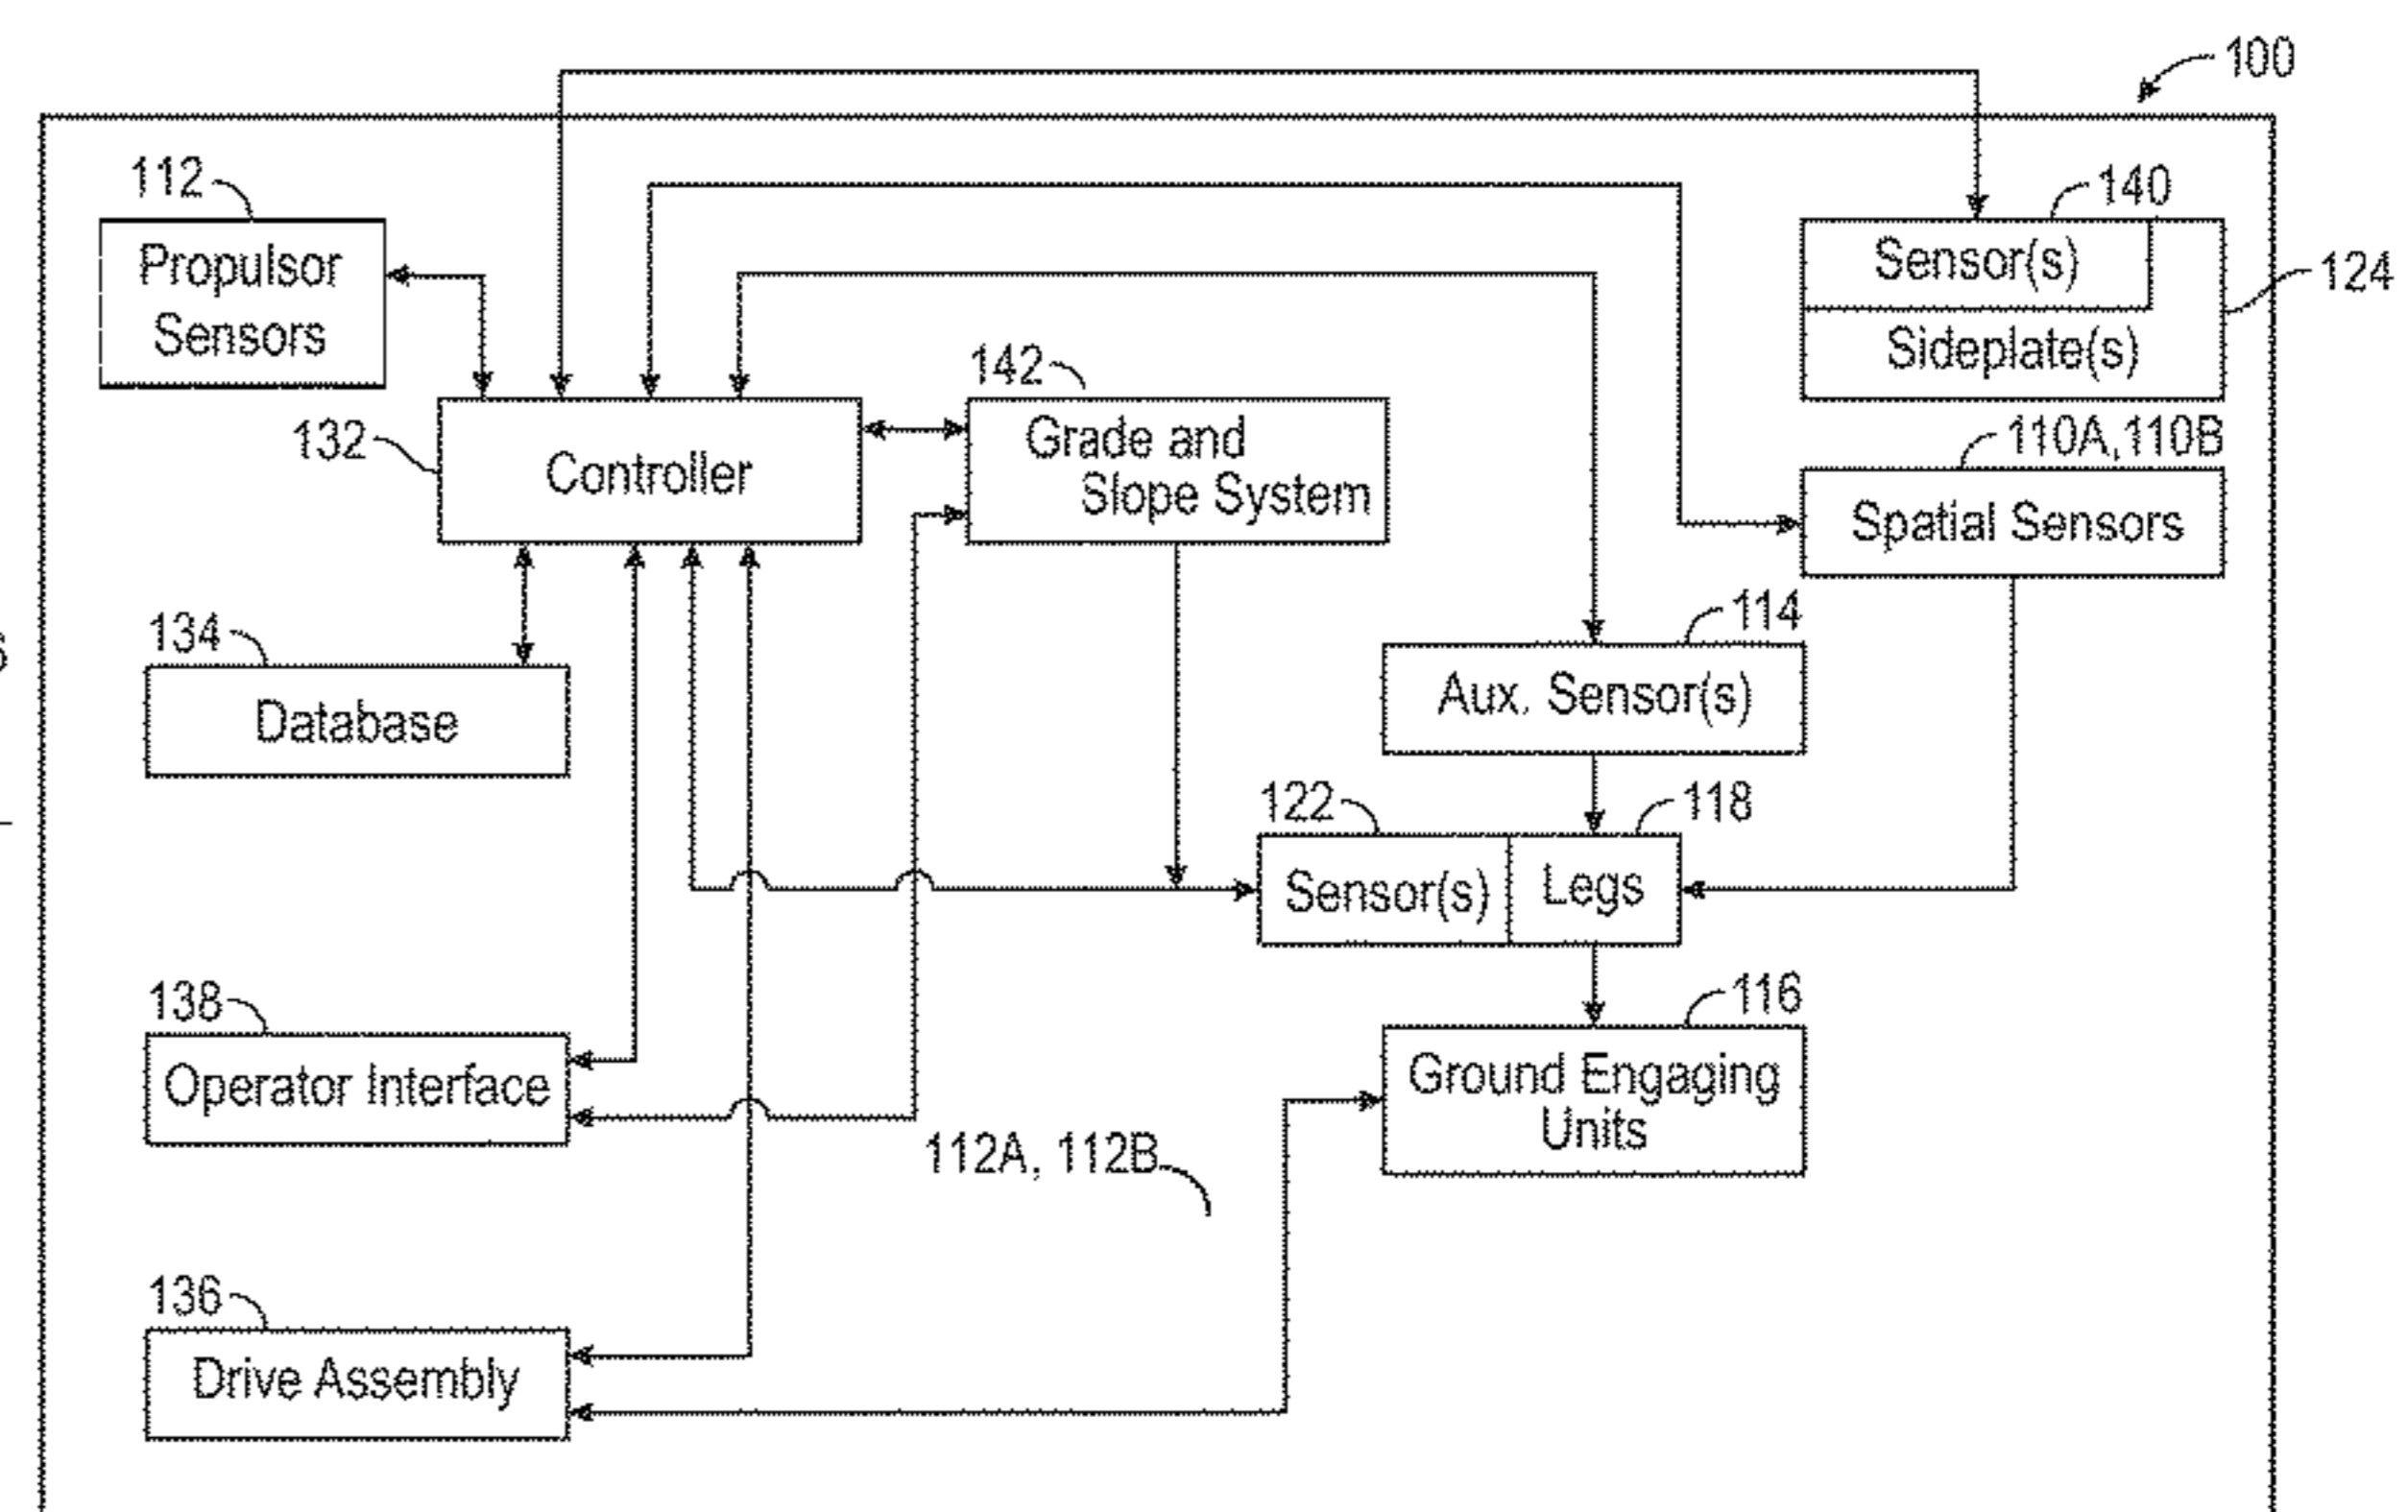 100
112
140
Propulsor
Sensors
Sensor(s)
124
Sideplate(s)
142
132
Controller
Grade and
Slope System
110A, 110B
Spatial Sensors
134
114
Database
Aux. Sensor(s)
122
118
Sensor(s)
Legs
138
116
Operator Interface
Ground Engaging
Units
112A, 112B
136
Drive Assembly